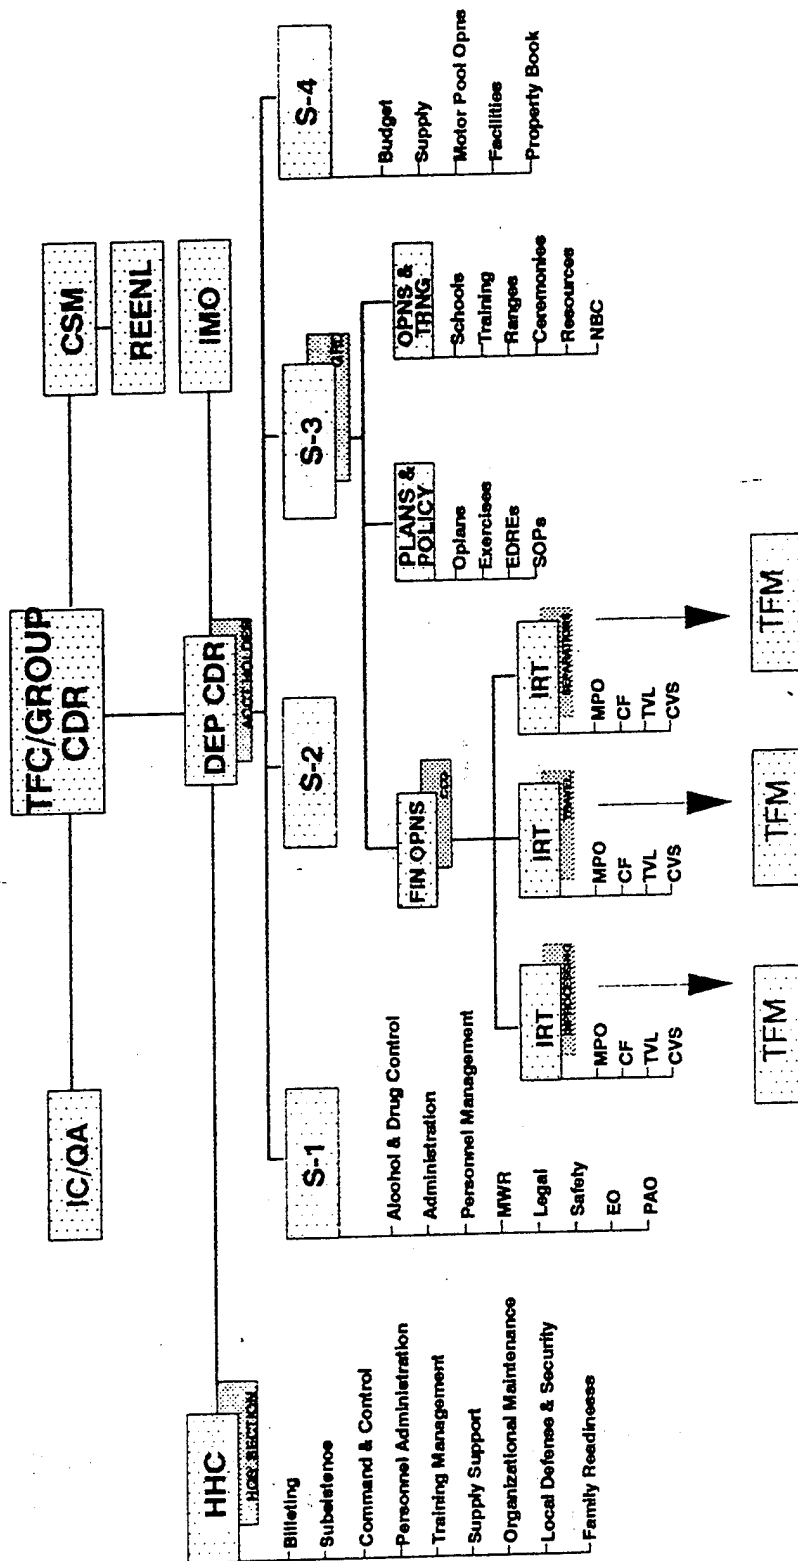 TFC/GROUP
CDR
IC/QA
CSM
REENL
HHC
HQR SECTION
DEP CDR
ACCT HOLDER
IMO
Billeting
Subsistence
Command & Control
Personnel Administration
Training Management
Supply Support
Organizational Maintenance
Local Defense & Security
Family Readiness
S-1
Alcohol & Drug Control
Administration
Personnel Management
MWR
Legal
Safety
EO
PAO
S-2
S-3
S-4
Budget
Supply
Motor Pool Opns
Facilities
Property Book
FIN OPNS
PLANS &
POLICY
Oplans
Exercises
EDREs
SOPs
OPNS &
TRNG
Schools
Training
Ranges
Ceremonies
Resources
NBC
IRT
INPROCESSING
MPO
CF
TVL
CVS
IRT
TRAVEL
MPO
CF
TVL
CVS
IRT
SEPARATIONS
MPO
CF
TVL
CVS
TFM
TFM
TFM